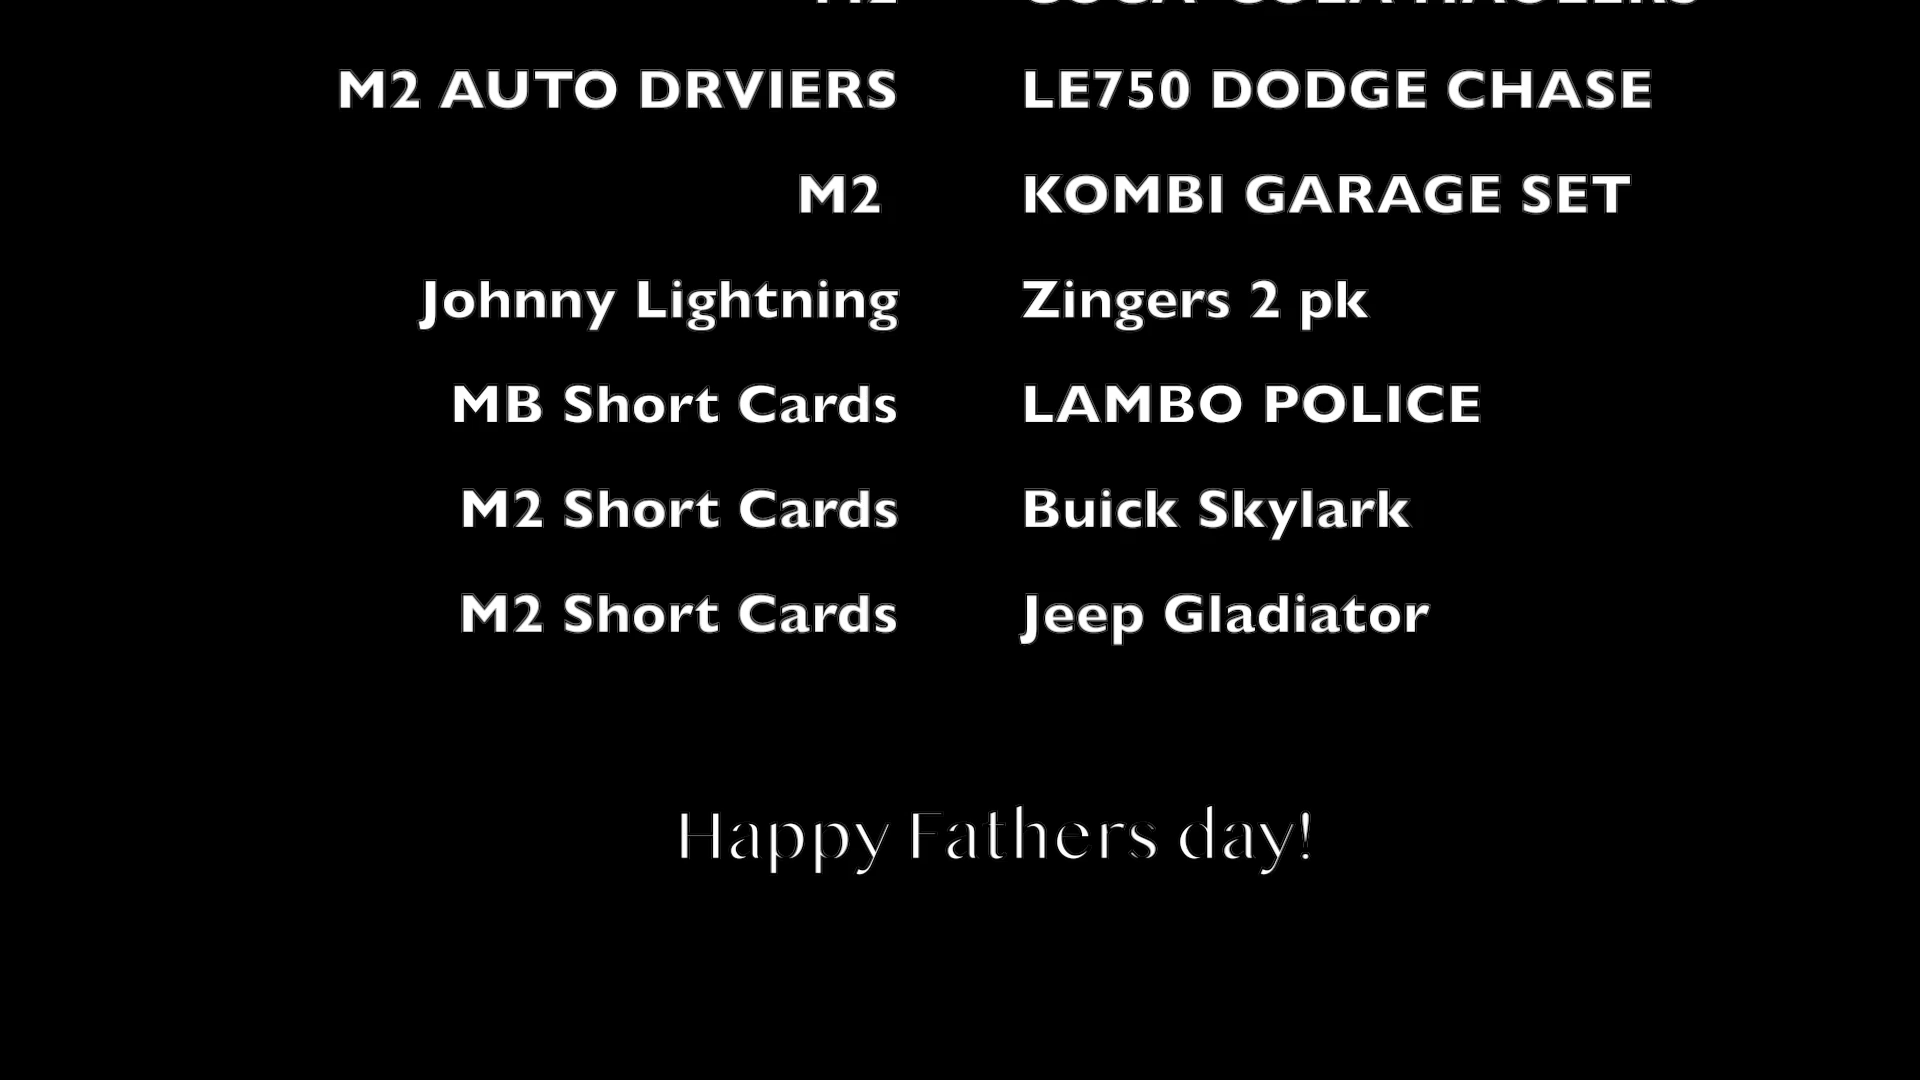 M2 AUTO DRVIERS LE750 DODGE CHASE
M2 KOMBI GARAGE SET
Johnny Lightning Zingers 2 pk
MB Short Cards LAMBO POLICE
M2 Short Cards Buick Skylark
M2 Short Cards Jeep Gladiator
Happy Fathers day!